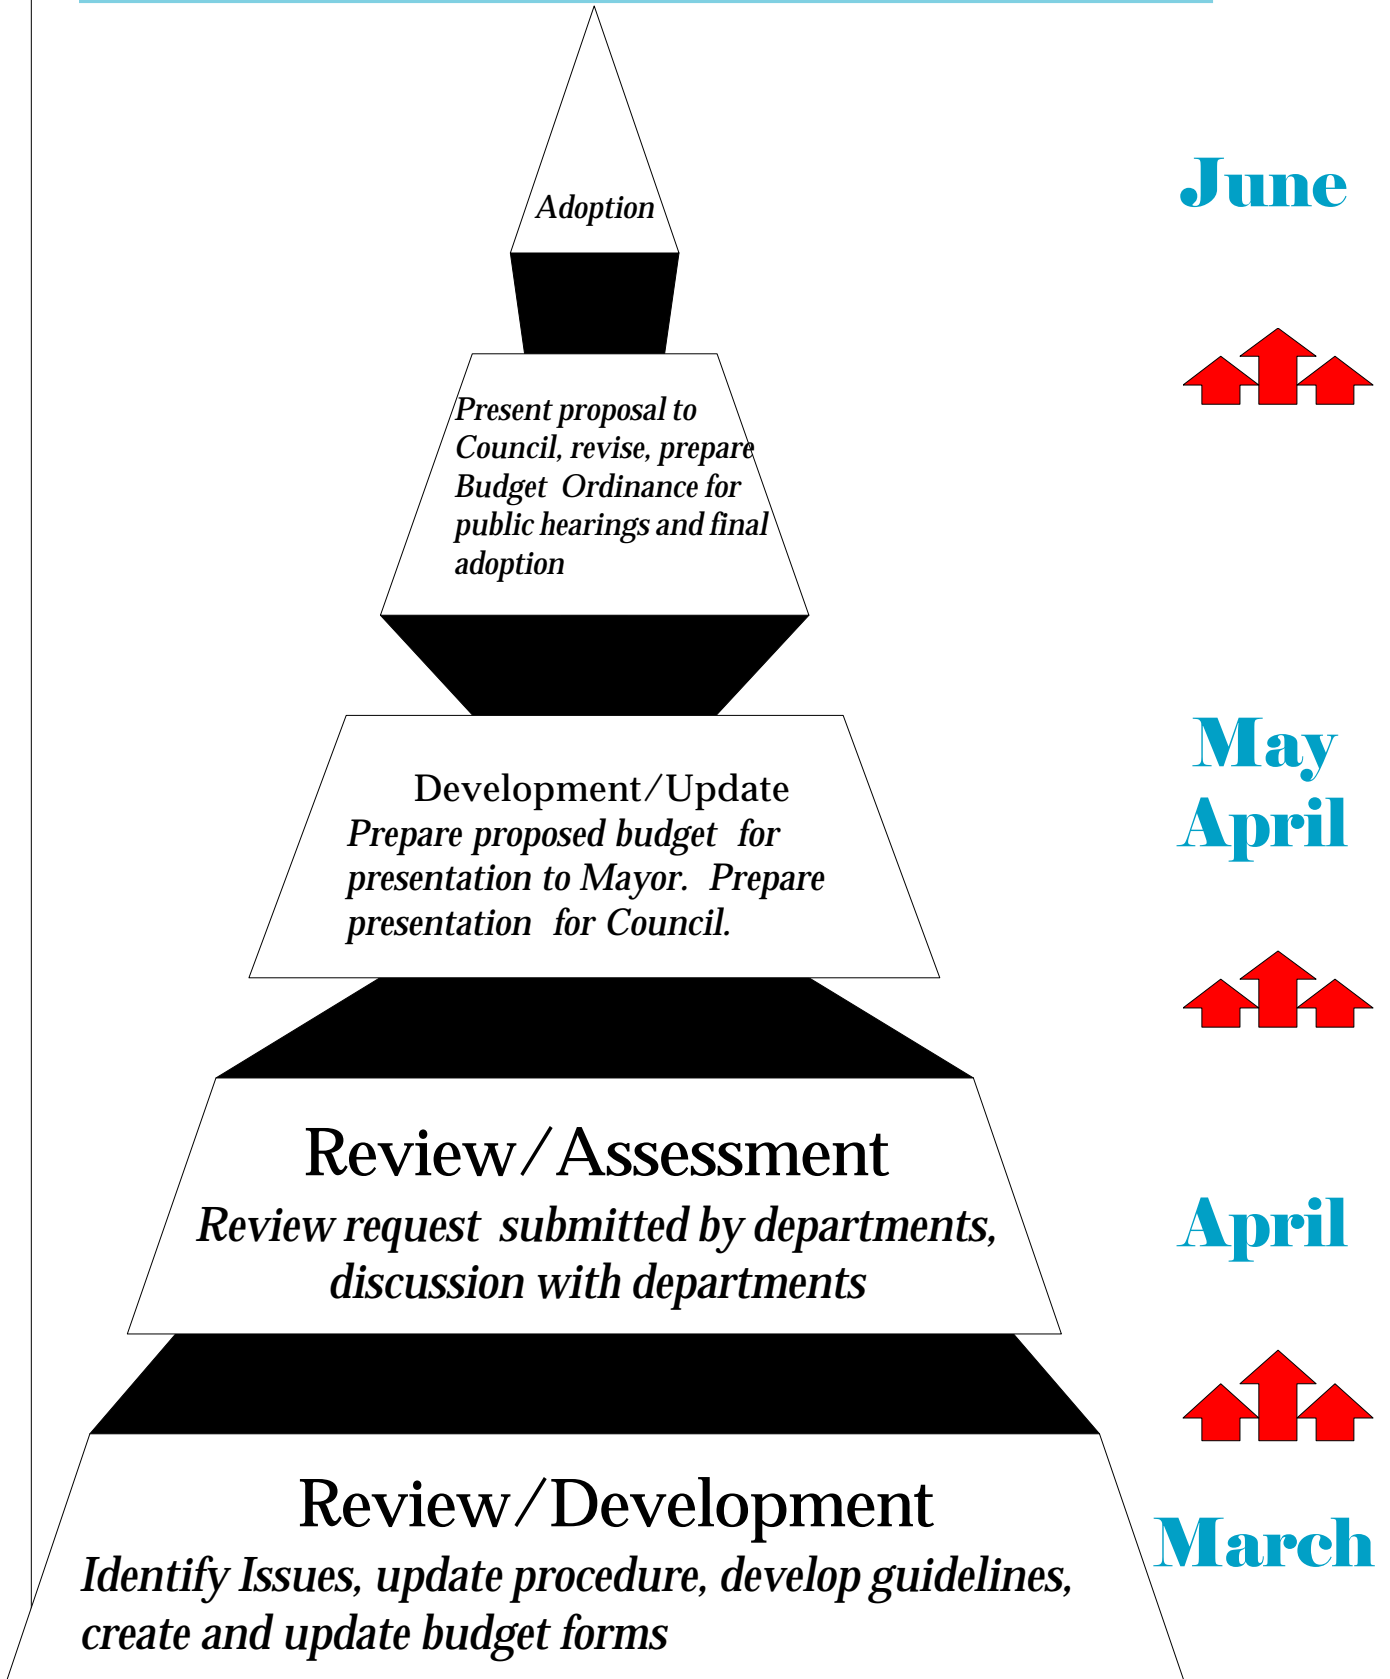 June
Adoption
Present proposal to
Council, revise, prepare
Budget Ordinance for
public hearings and final
adoption
May
April
Development/Update
Prepare proposed budget for
presentation to Mayor. Prepare
presentation for Council.
Review/Assessment
Review request submitted by departments,
discussion with departments
April
Review/Development
March
Identify Issues, update procedure, develop guidelines,
create and update budget forms